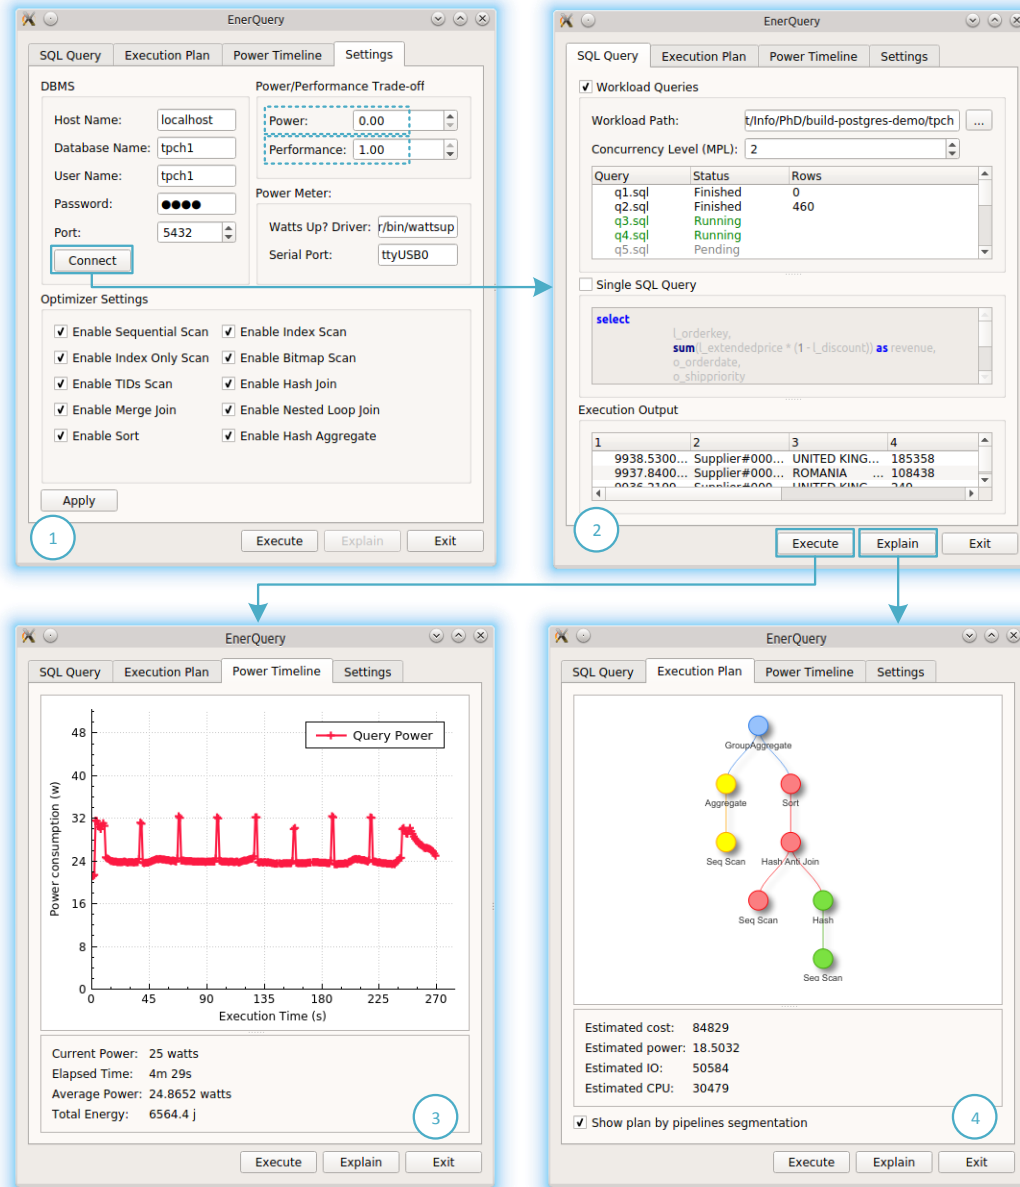 EnerQuery
SQL Query Execution Plan Power Timeline Settings
DBMS
Host Name: localhost
Database Name: tpch1
User Name: tpch1
Password: ●●●●
Port: 5432
Connect
Power/Performance Trade-off
Power: 0.00
Performance: 1.00
Power Meter:
Watts Up? Driver: r/bin/wattsup
Serial Port: ttyUSB0
Optimizer Settings
Enable Sequential Scan Enable Index Scan
Enable Index Only Scan Enable Bitmap Scan
Enable TIDs Scan Enable Hash Join
Enable Merge Join Enable Nested Loop Join
Enable Sort Enable Hash Aggregate
Apply
1
Execute Explain Exit
EnerQuery
SQL Query Execution Plan Power Timeline Settings
Workload Queries
Workload Path: t/Info/PhD/build-postgres-demo/tpch ...
Concurrency Level (MPL): 2
Query Status Rows
q1.sql Finished 0
q2.sql Finished 460
q3.sql Running
q4.sql Running
q5.sql Pending
Single SQL Query
select
l_orderkey,
sum(l_extendedprice * (1 - l_discount)) as revenue,
o_orderdate,
o_shippriority
Execution Output
1 2 3 4
9938.5300... Supplier#000... UNITED KING... 185358
9937.8400... Supplier#000... ROMANIA ... 108438
2
Execute Explain Exit
EnerQuery
SQL Query Execution Plan Power Timeline Settings
Query Power
Power consumption (w)
48
40
32
24
16
8
0
0 45 90 135 180 225 270
Execution Time (s)
Current Power: 25 watts
Elapsed Time: 4m 29s
Average Power: 24.8652 watts
Total Energy: 6564.4 j
3
Execute Explain Exit
EnerQuery
SQL Query Execution Plan Power Timeline Settings
GroupAggregate
Aggregate Sort
Seq Scan Hash Anti Join
Seq Scan Hash
Seq Scan
Estimated cost: 84829
Estimated power: 18.5032
Estimated IO: 50584
Estimated CPU: 30479
Show plan by pipelines segmentation
4
Execute Explain Exit